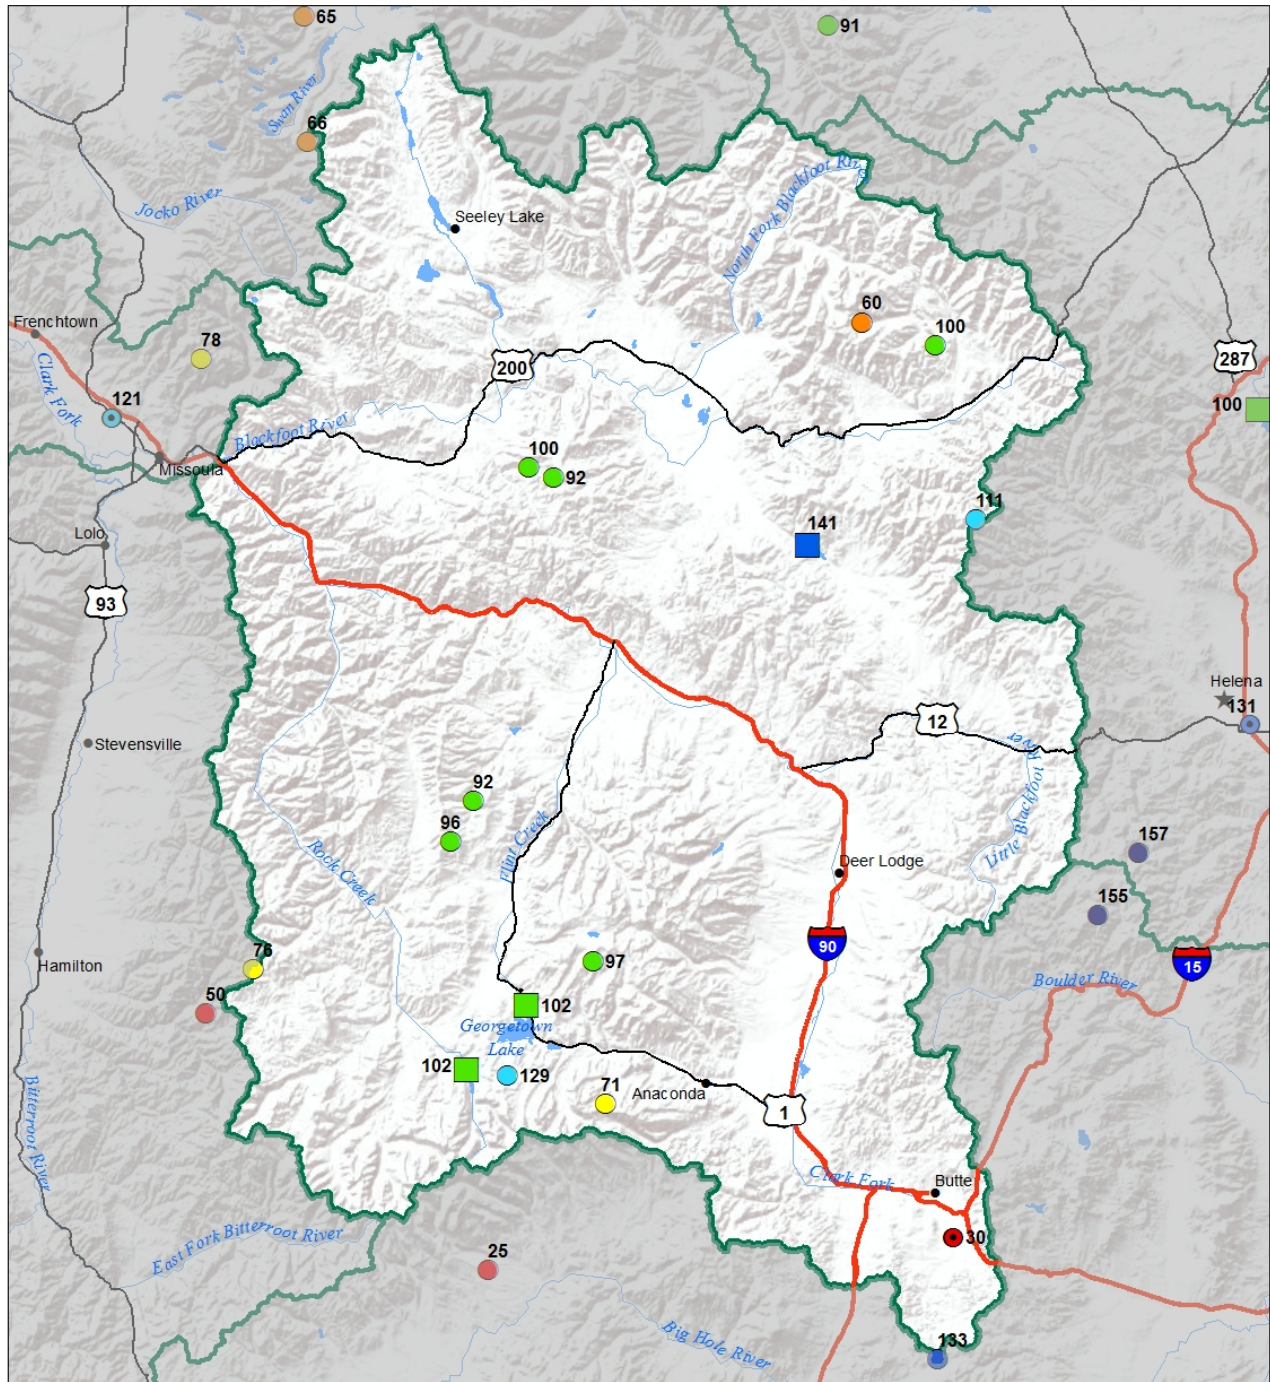 65
91
Swan River
66
Jocko River
North Fork Blackfoot River
Seeley Lake
60
Frenchtown
100
78
287
200
Clark Fork
121
100
Blackfoot River
100
Missoula
92
111
141
Lolo
93
Helena
131
12
Stevensville
Little Blackfoot River
92
96
Flint Creek
157
Rock Creek
Deer Lodge
155
90
76
97
Hamilton
15
Boulder River
50
102
Georgetown
Lake
102
129
71
Anaconda
1
Bitterroot River
Clark Fork
Butte
East Fork Bitterroot River
30
25
Big Hole River
133